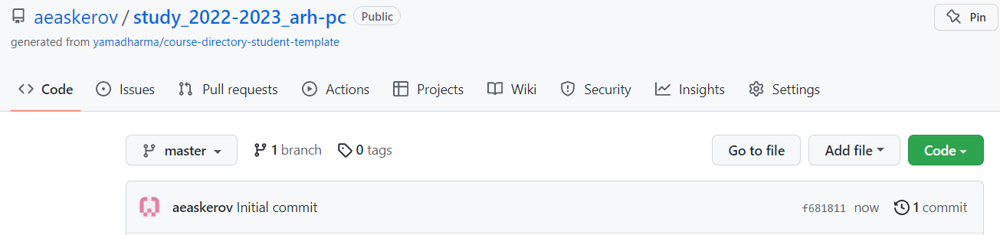 aeaskerov / study_2022-2023_arh-pc Public Pin
generated from yamadharma/course-directory-student-template
Code Issues Pull requests Actions Projects Wiki Security Insights Settings
master 1 branch 0 tags Go to file Add file Code
aeaskerov Initial commit f681811 now 1 commit